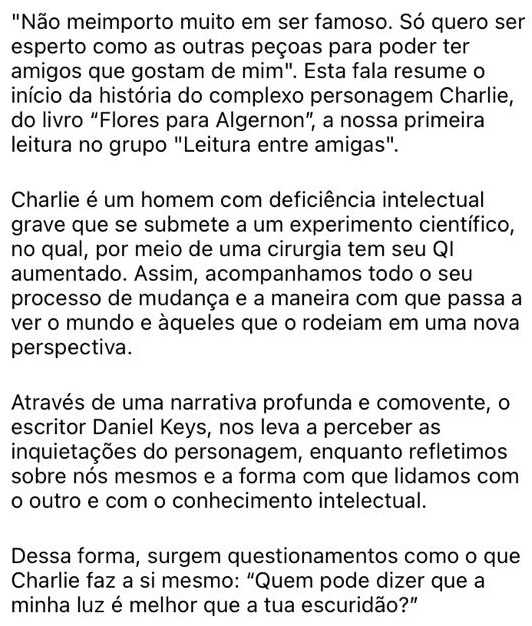 "Não meimporto muito em ser famoso. Só quero ser
esperto como as outras peçoas para poder ter
amigos que gostam de mim". Esta fala resume o
início da história do complexo personagem Charlie,
do livro “Flores para Algernon”, a nossa primeira
leitura no grupo "Leitura entre amigas".
Charlie é um homem com deficiência intelectual
grave que se submete a um experimento científico,
no qual, por meio de uma cirurgia tem seu QI
aumentado. Assim, acompanhamos todo o seu
processo de mudança e a maneira com que passa a
ver o mundo e àqueles que o rodeiam em uma nova
perspectiva.
Através de uma narrativa profunda e comovente, o
escritor Daniel Keys, nos leva a perceber as
inquietações do personagem, enquanto refletimos
sobre nós mesmos e a forma com que lidamos com
o outro e com o conhecimento intelectual.
Dessa forma, surgem questionamentos como o que
Charlie faz a si mesmo: “Quem pode dizer que a
minha luz é melhor que a tua escuridão?”